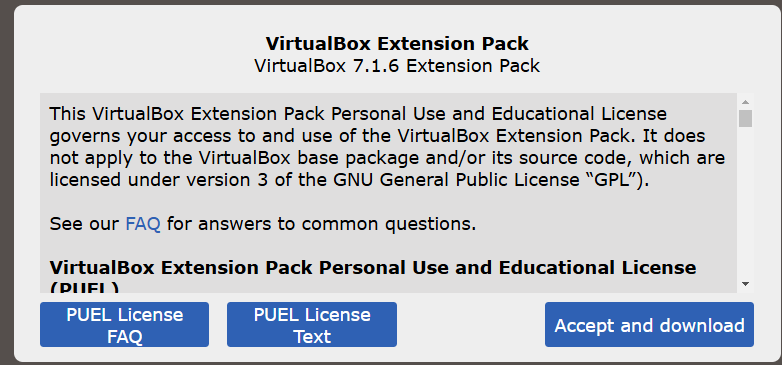 VirtualBox Extension Pack
VirtualBox 7.1.6 Extension Pack
This VirtualBox Extension Pack Personal Use and Educational License
governs your access to and use of the VirtualBox Extension Pack. It does
not apply to the VirtualBox base package and/or its source code, which are
licensed under version 3 of the GNU General Public License “GPL”).
See our FAQ for answers to common questions.
VirtualBox Extension Pack Personal Use and Educational License
(PUEL)
PUEL License
FAQ
PUEL License
Text
Accept and download